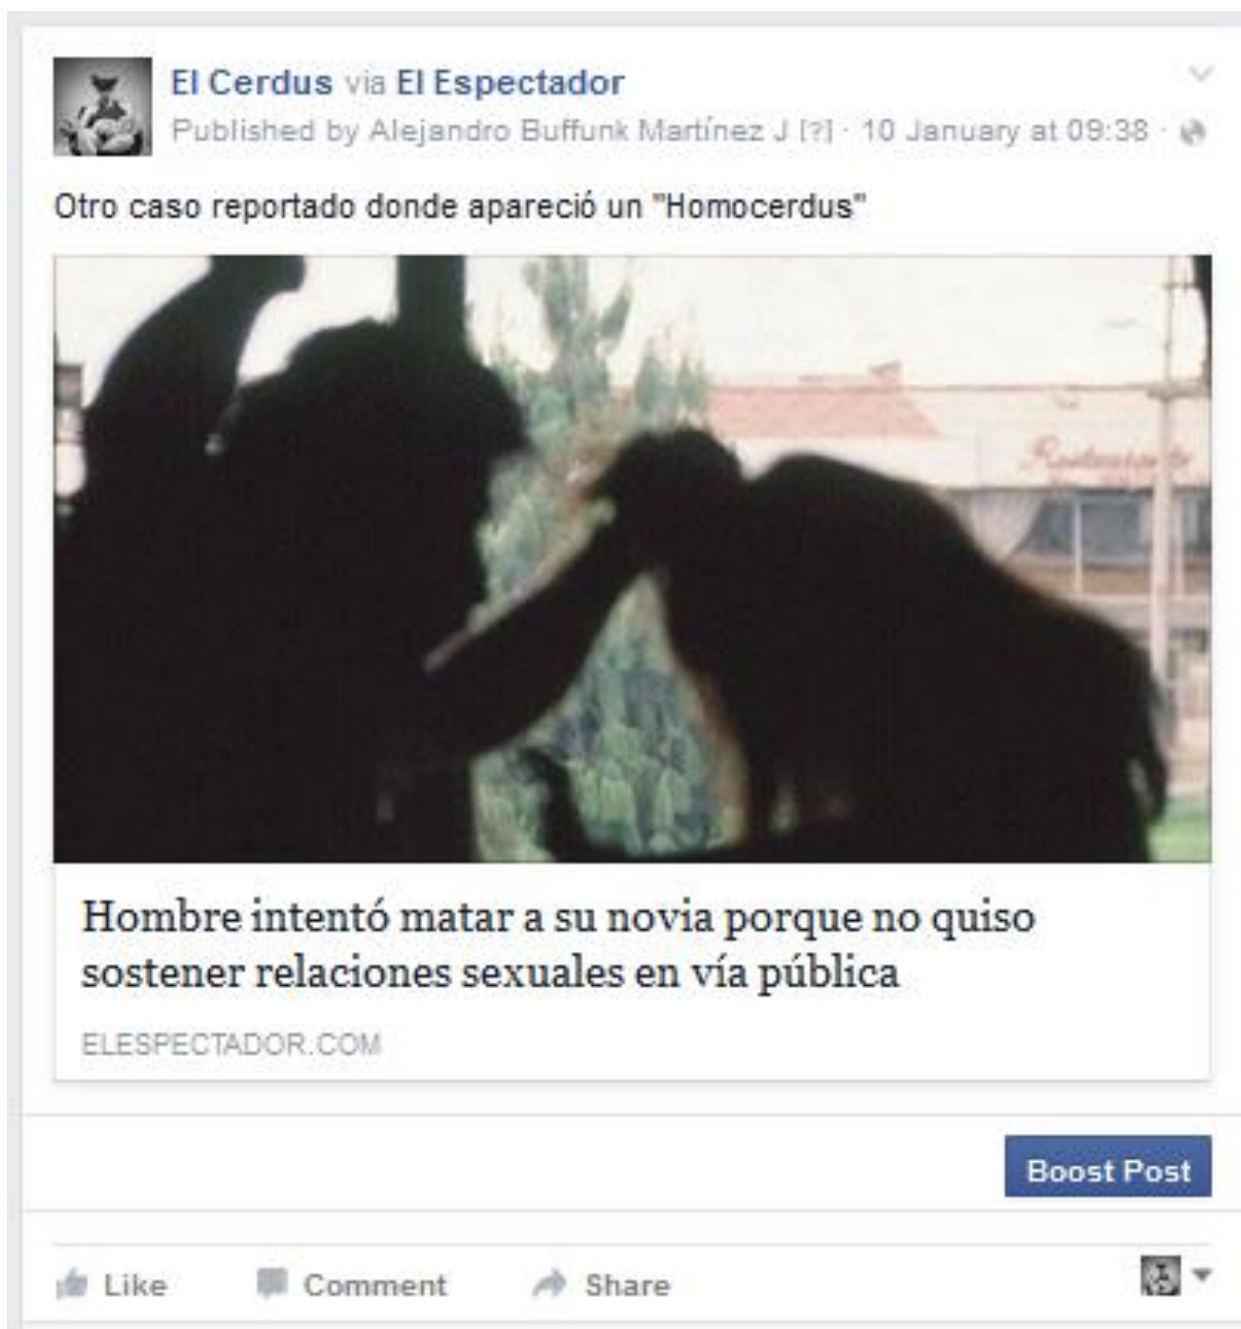 El Cerdus via El Espectador
Published by Alejandro Buffunk Martínez J [?] · 10 January at 09:38 ·
Otro caso reportado donde apareció un "Homocerdus"
Restaurante
Hombre intentó matar a su novia porque no quiso
sostener relaciones sexuales en vía pública
ELESPECTADOR.COM
Boost Post
Like Comment Share